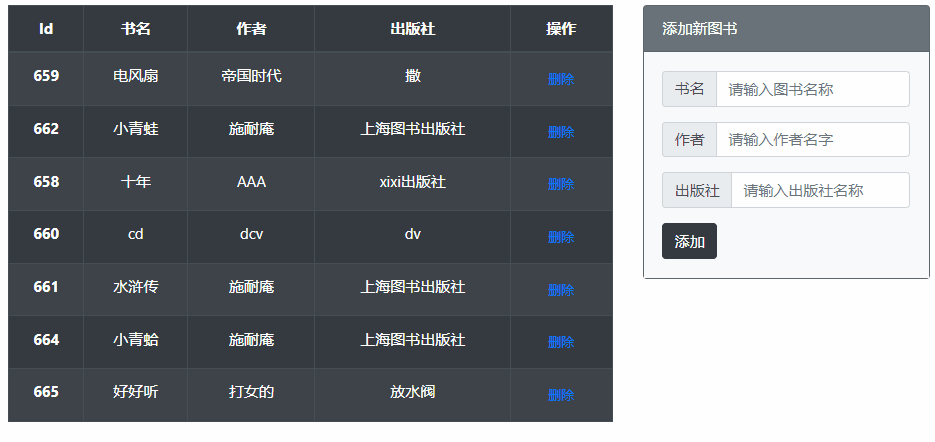 Id 书名 作者 出版社 操作
659 电风扇 帝国时代 撒 删除
662 小青蛙 施耐庵 上海图书出版社 删除
658 十年 AAA xixi出版社 删除
660 cd dcv dv 删除
661 水浒传 施耐庵 上海图书出版社 删除
664 小青蛤 施耐庵 上海图书出版社 删除
665 好好听 打女的 放水阀 删除
添加新图书
书名 请输入图书名称
作者 请输入作者名字
出版社 请输入出版社名称
添加